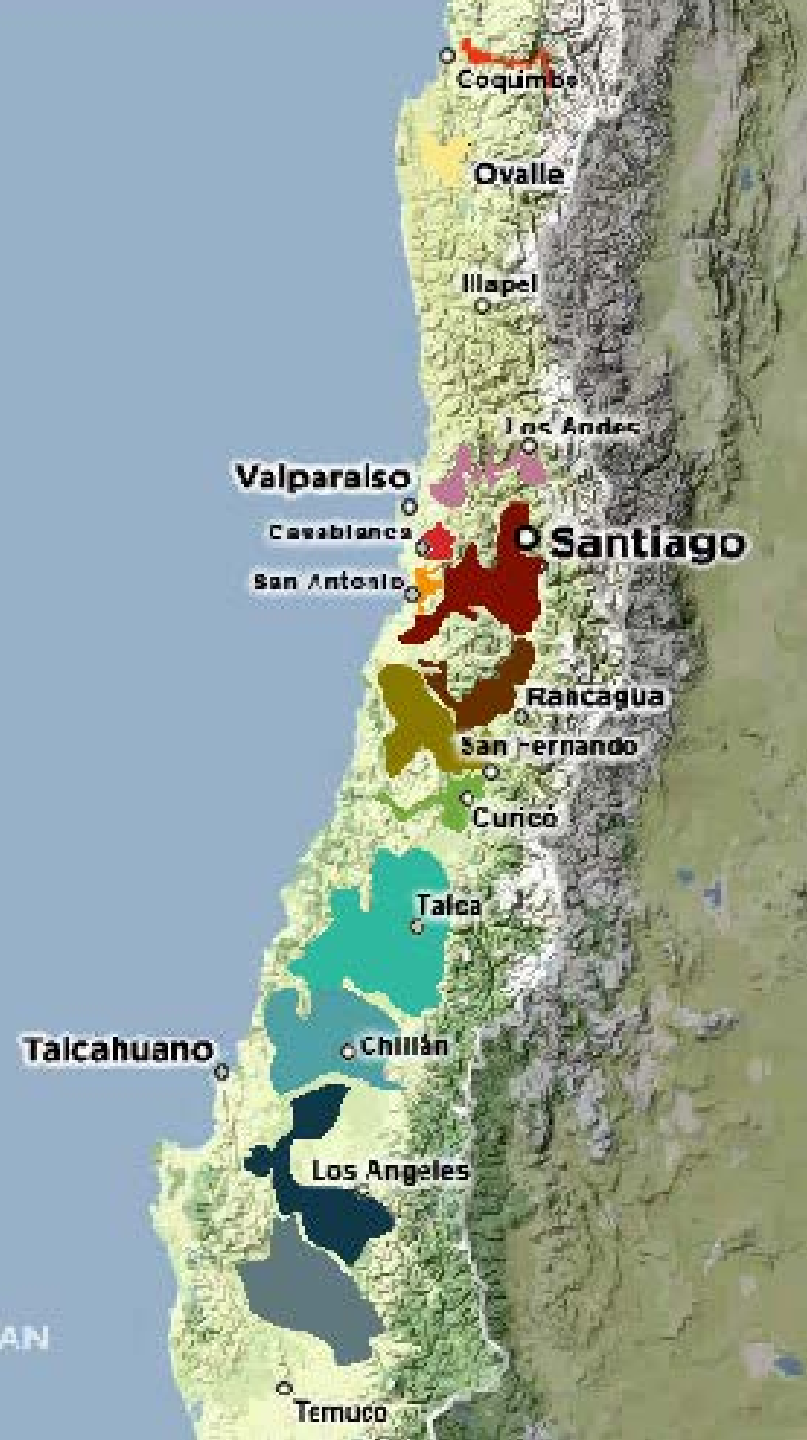 Coquimbo
Ovalle
Illapel
Los Andes
Valparaiso
Casablanca
Santiago
San Antonio
Rancagua
San Fernando
Curicó
Talca
Talcahuano
Chillán
Los Angeles
AN
Temuco